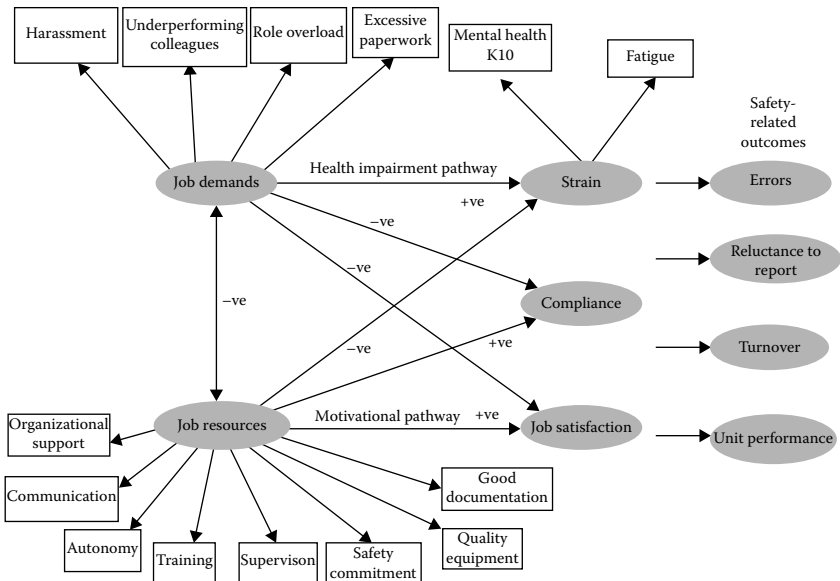 Harassment
Underperforming
colleagues
Role overload
Excessive
paperwork
Mental health
K10
Fatigue
Safety-
related
outcomes
Job demands
Health impairment pathway
+ve
Strain
Errors
−ve
Reluctance to
report
−ve
−ve
Compliance
−ve
+ve
Turnover
Job resources
Motivational pathway
+ve
Job satisfaction
Unit performance
Organizational
support
Communication
Autonomy
Training
Supervison
Safety
commitment
Quality
equipment
Good
documentation